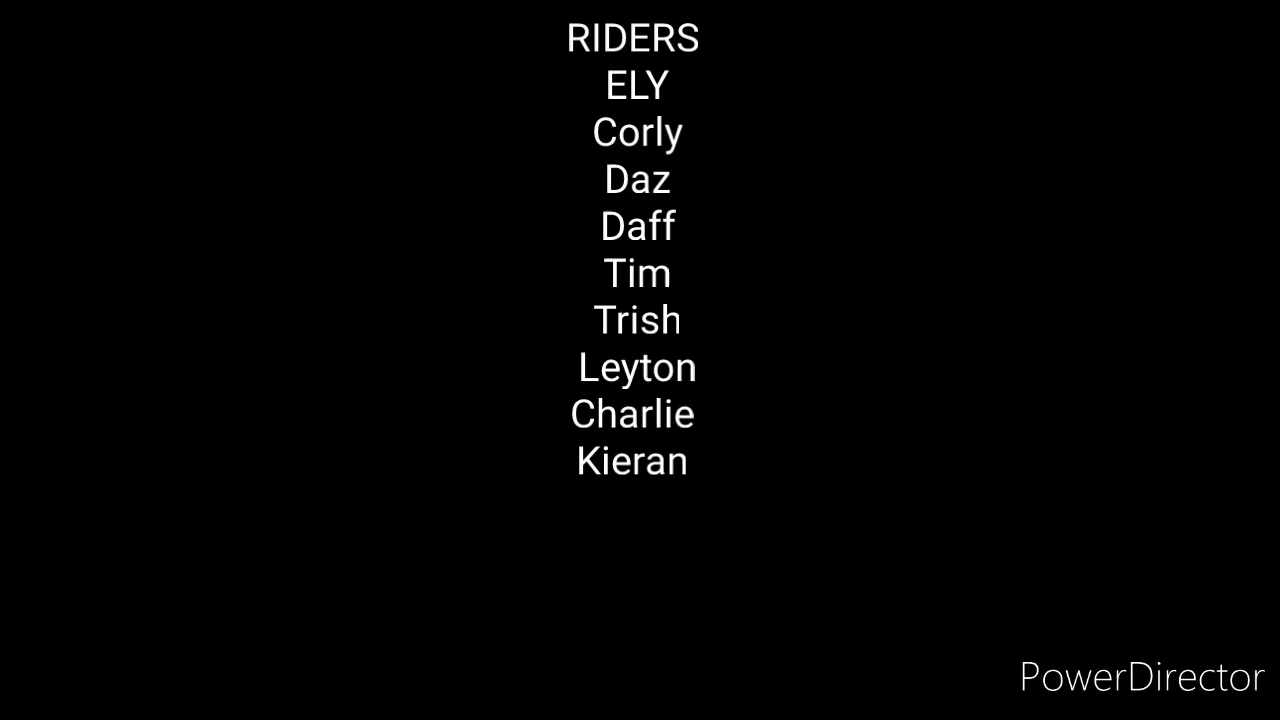 RIDERS
ELY
Corly
Daz
Daff
Tim
Trish
Leyton
Charlie
Kieran
PowerDirector